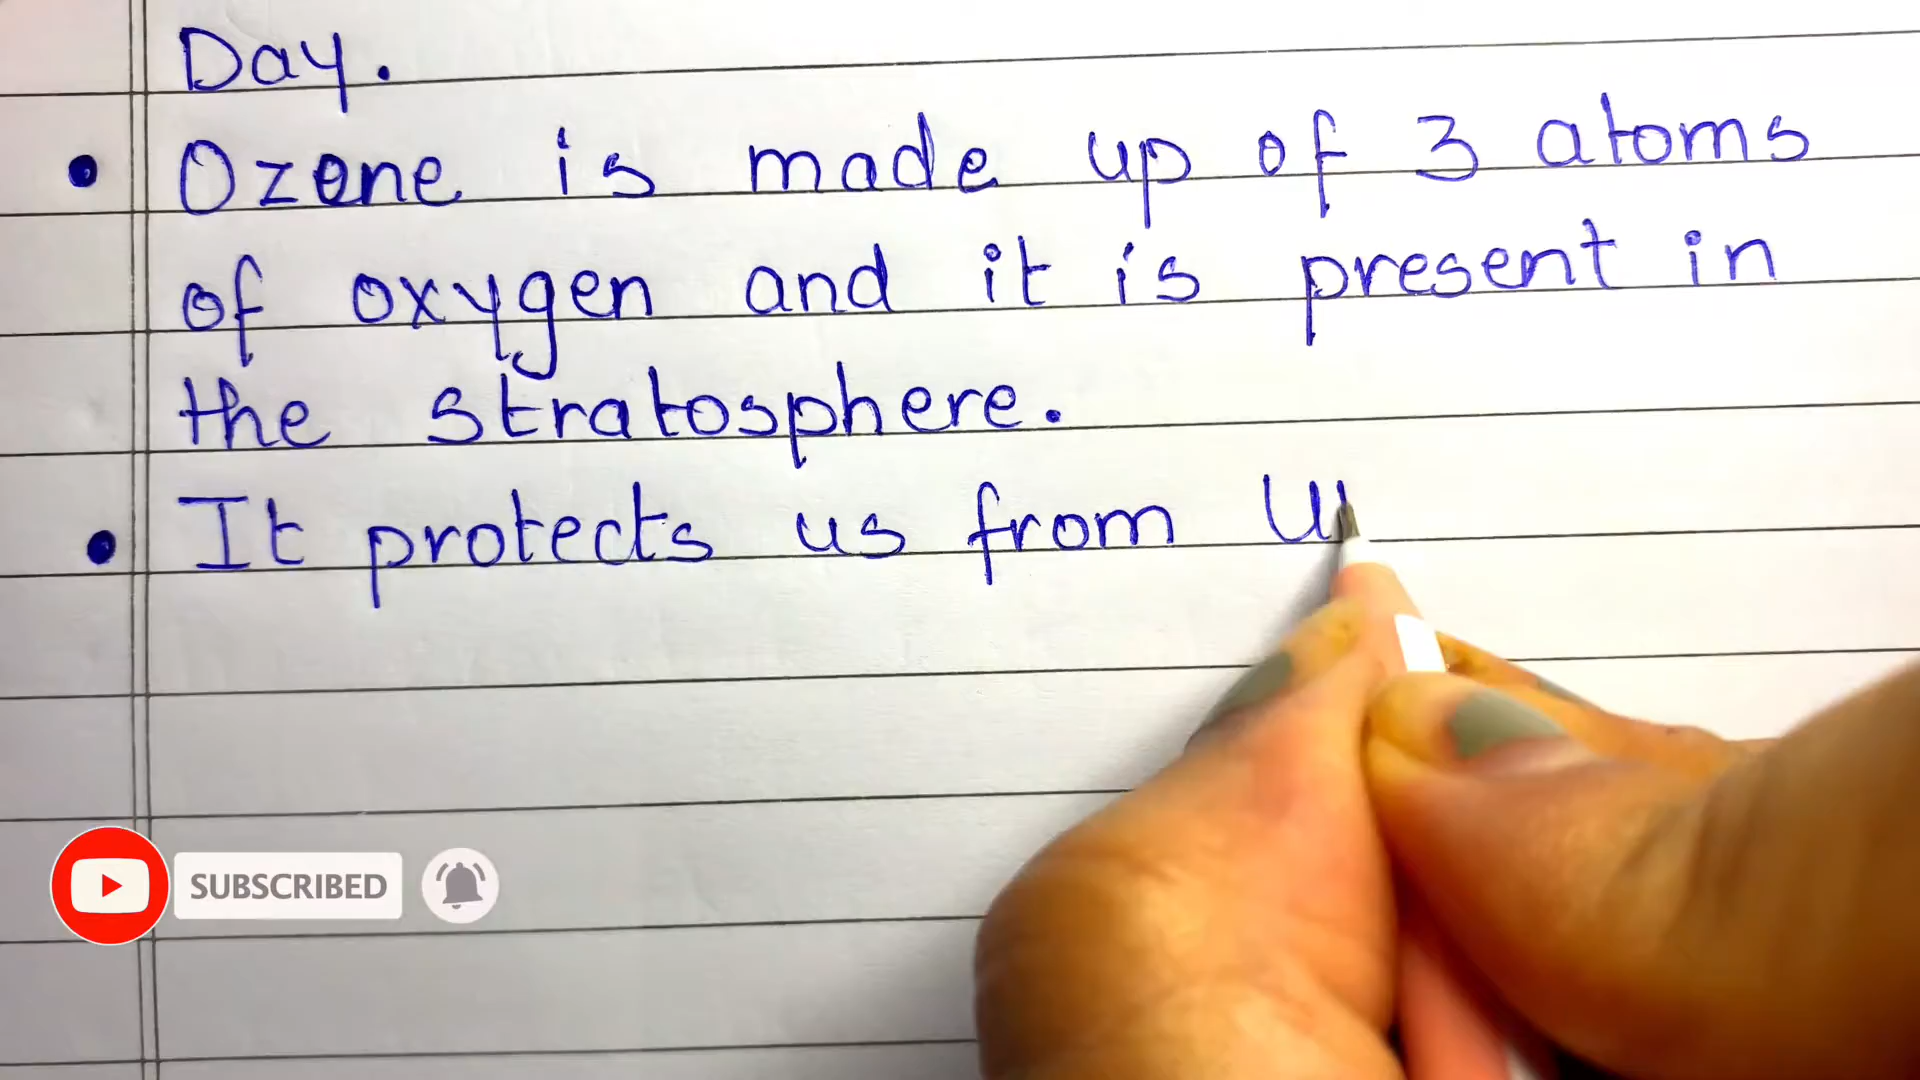 Day.
• Ozone is made up of 3 atoms
of oxygen and it is present in
the stratosphere.
• It protects us from U
SUBSCRIBED